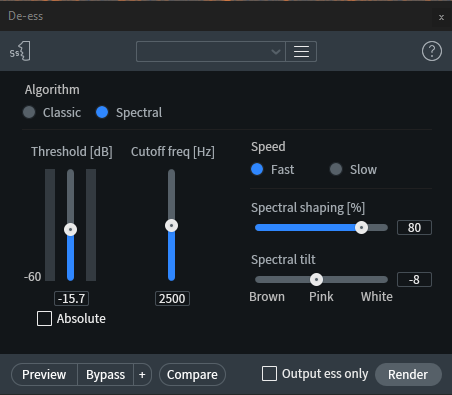 De-ess
x
Ss
?
Algorithm
Classic
Spectral
Threshold [dB]
Cutoff freq [Hz]
-60
-15.7
2500
Absolute
Speed
Fast
Slow
Spectral shaping [%]
80
Spectral tilt
-8
Brown
Pink
White
Preview
Bypass
+
Compare
Output ess only
Render